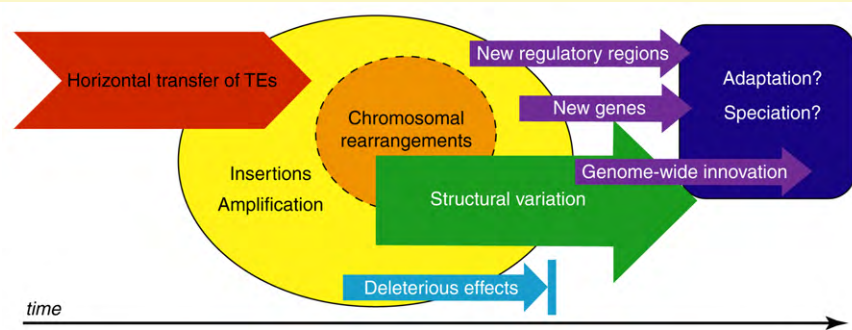 Horizontal transfer of TEs
Chromosomal
rearrangements
Insertions
Amplification
New regulatory regions
New genes
Structural variation
Genome-wide innovation
Adaptation?
Speciation?
Deleterious effects
time